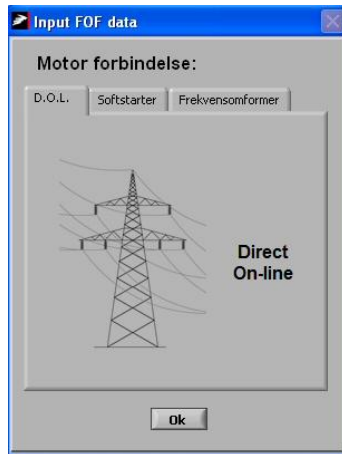 Input FOF data
Motor forbindelse:
D.O.L.
Softstarter
Frekvensomformer
Direct
On-line
Ok